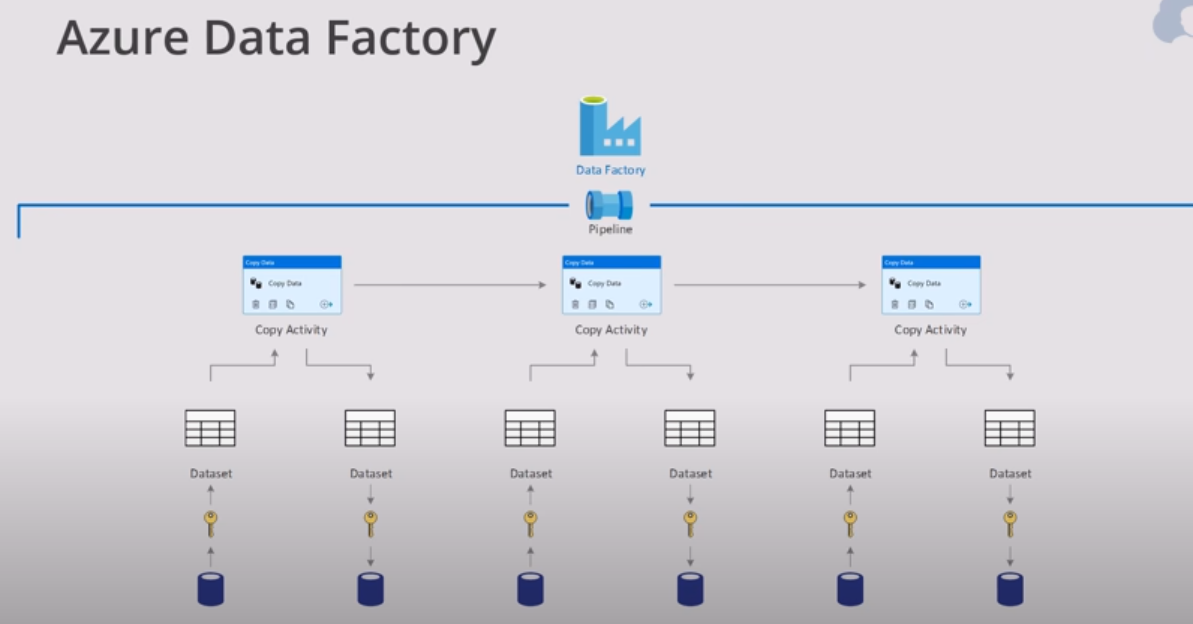 Azure Data Factory
Data Factory
Pipeline
Copy Data Copy Data Copy Data
Copy Data Copy Data Copy Data
Copy Activity Copy Activity Copy Activity
Dataset Dataset Dataset Dataset Dataset Dataset